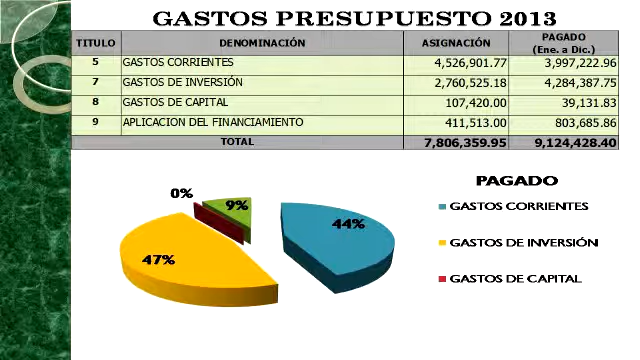 GASTOS PRESUPUESTO 2013
TITULO DENOMINACIÓN ASIGNACIÓN PAGADO (Ene. a Dic.)
5 GASTOS CORRIENTES 4,526,901.77 3,997,222.96
7 GASTOS DE INVERSIÓN 2,760,525.18 4,284,387.75
8 GASTOS DE CAPITAL 107,420.00 39,131.83
9 APLICACION DEL FINANCIAMIENTO 411,513.00 803,685.86
TOTAL 7,806,359.95 9,124,428.40
PAGADO
0%
9%
44%
47%
GASTOS CORRIENTES
GASTOS DE INVERSIÓN
GASTOS DE CAPITAL